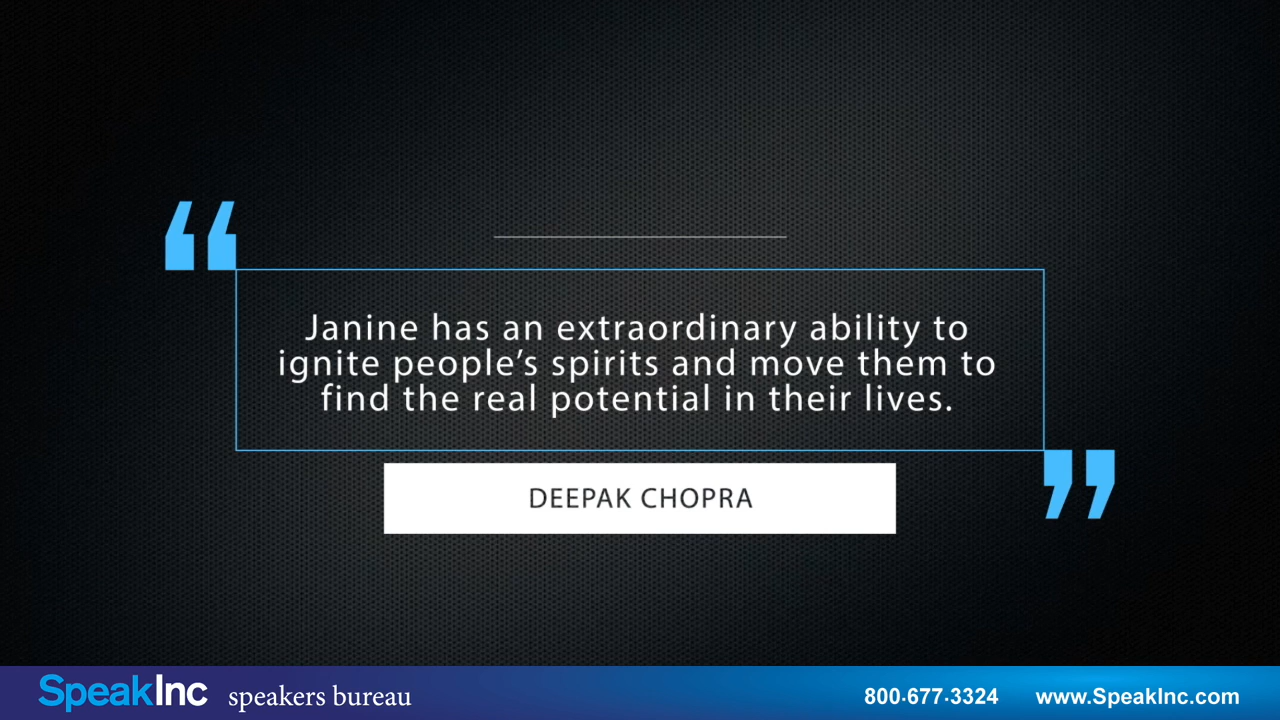 “
Janine has an extraordinary ability to
ignite people’s spirits and move them to
find the real potential in their lives.
”
DEEPAK CHOPRA
SpeakInc speakers bureau 800·677·3324 www.SpeakInc.com